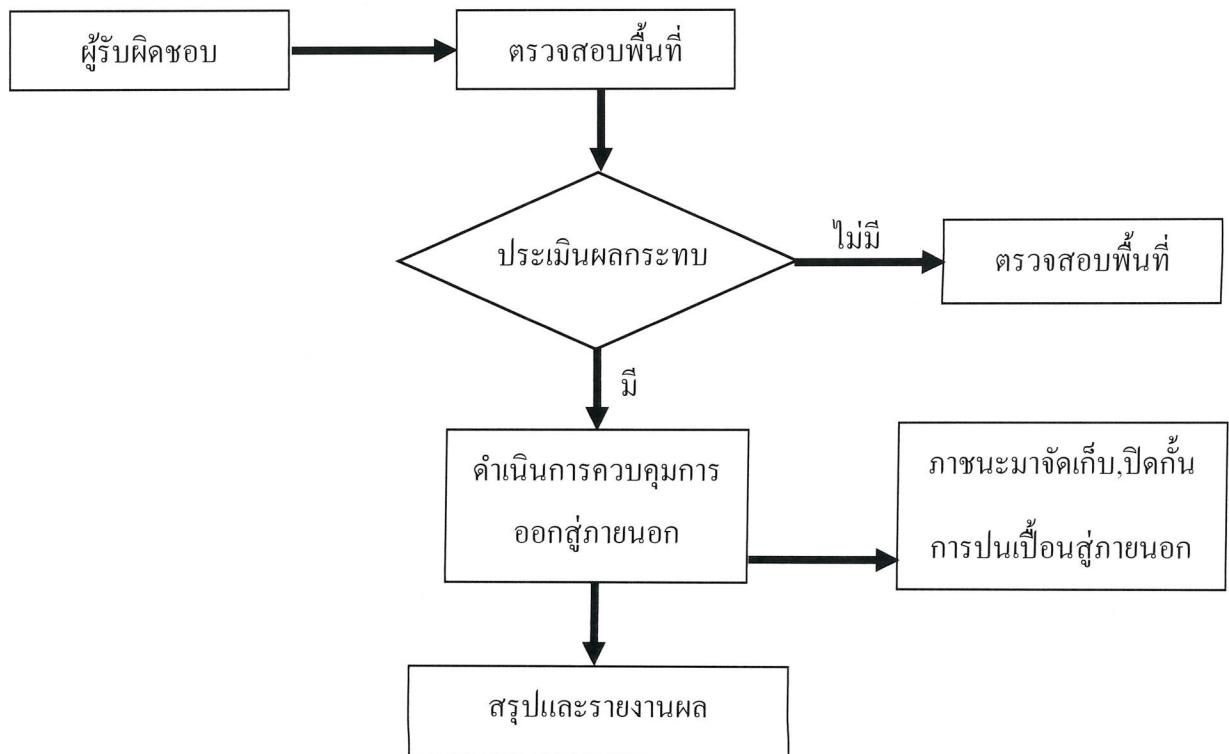 ผู้รับผิดชอบ
ตรวจสอบพื้นที่
ประเมินผลกระทบ
ไม่มี
ตรวจสอบพื้นที่
มี
ดำเนินการควบคุมการ
ออกสู่ภายนอก
ภาชนะมาจัดเก็บ,ปิดกั้น
การปนเปื้อนสู่ภายนอก
สรุปและรายงานผล